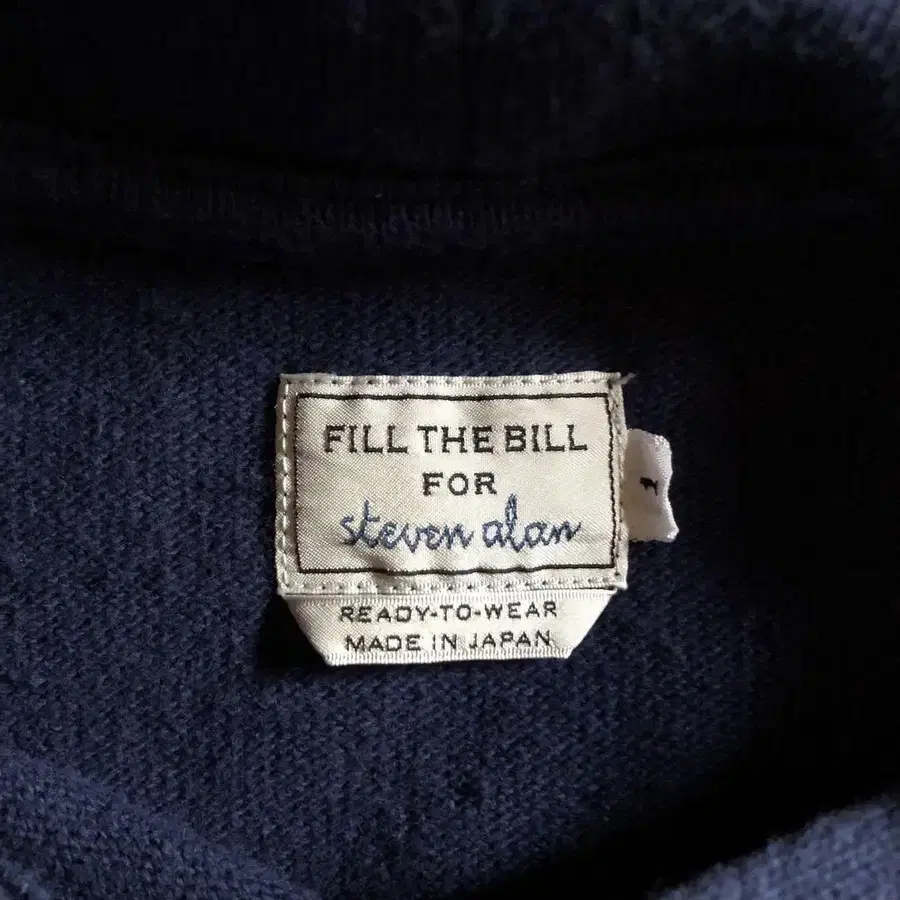 FILL THE BILL
FOR
steven alan
1
READY-TO-WEAR
MADE IN JAPAN